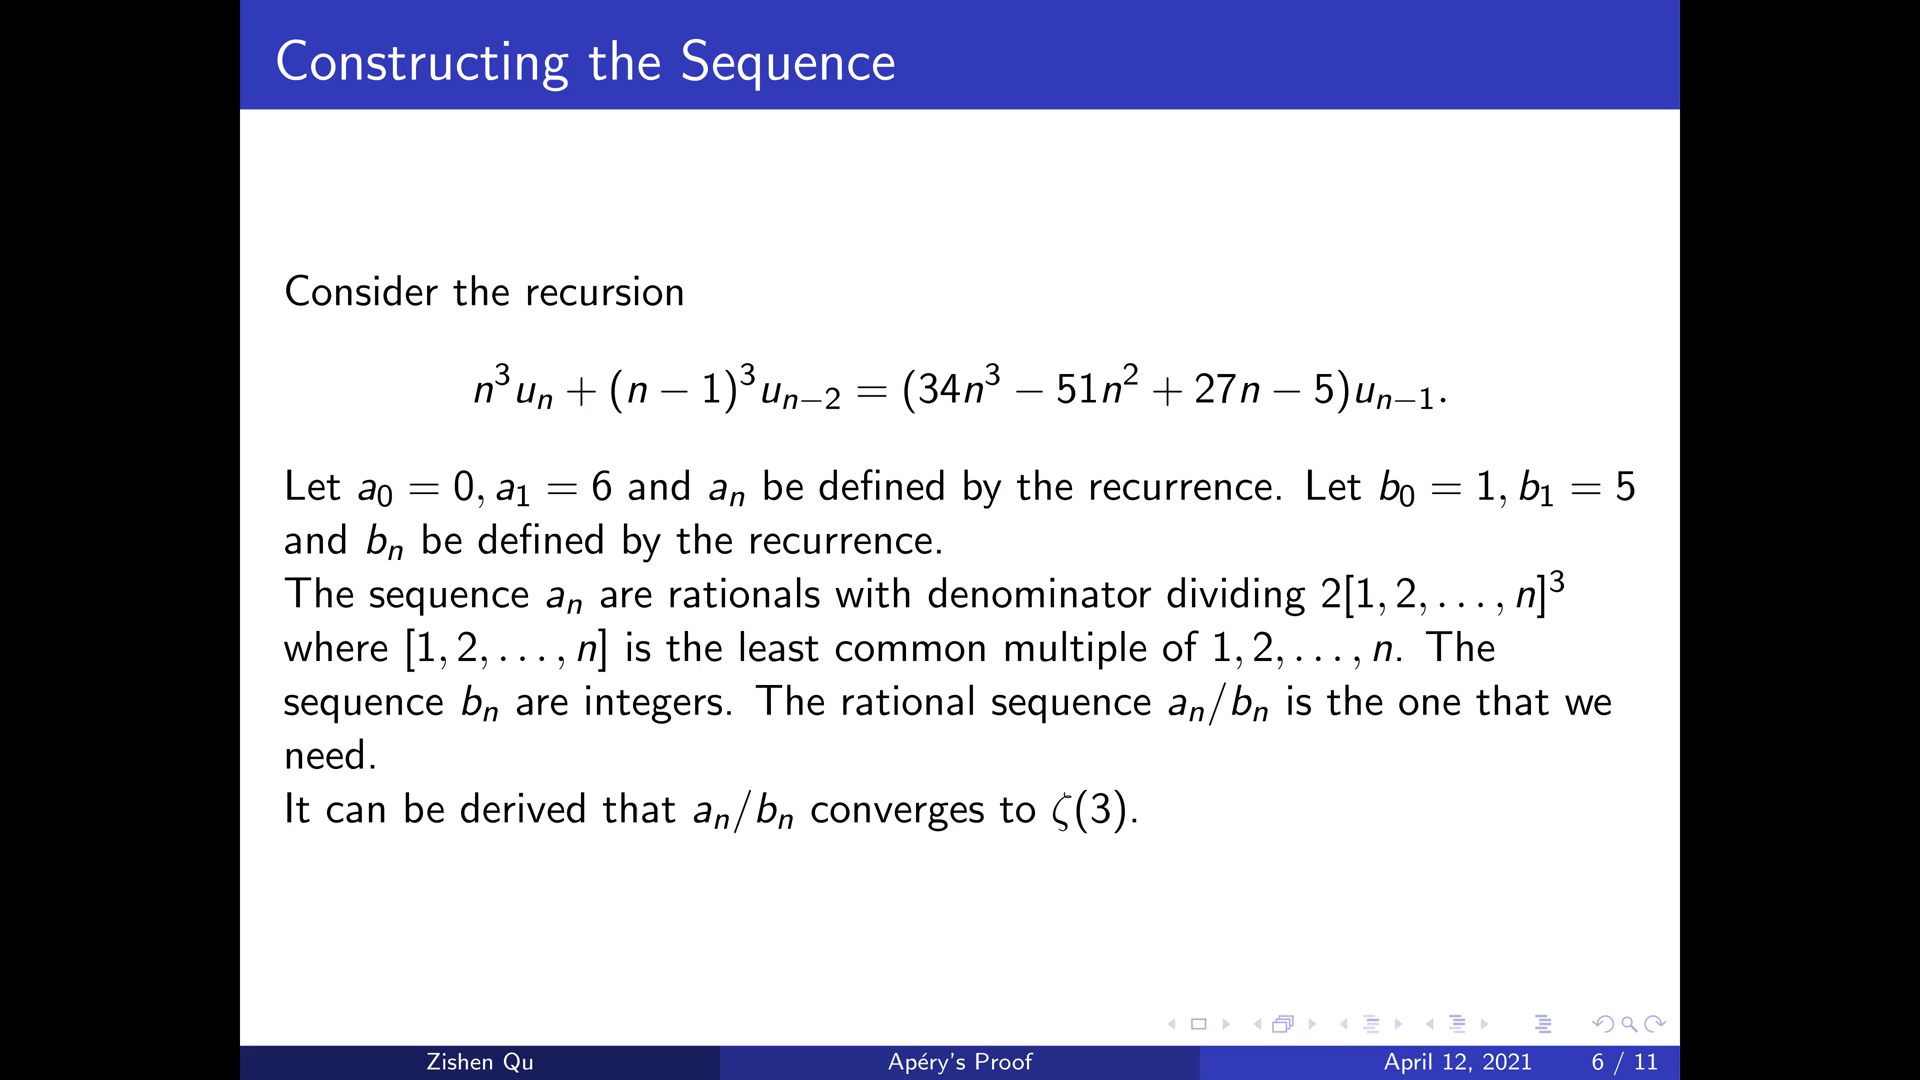 Constructing the Sequence
Consider the recursion
n³uₙ + (n − 1)³uₙ₋₂ = (34n³ − 51n² + 27n − 5)uₙ₋₁.
Let a₀ = 0, a₁ = 6 and aₙ be defined by the recurrence. Let b₀ = 1, b₁ = 5
and bₙ be defined by the recurrence.
The sequence aₙ are rationals with denominator dividing 2[1, 2, . . . , n]³
where [1, 2, . . . , n] is the least common multiple of 1, 2, . . . , n. The
sequence bₙ are integers. The rational sequence aₙ/bₙ is the one that we
need.
It can be derived that aₙ/bₙ converges to ζ(3).
Zishen Qu Apéry's Proof April 12, 2021 6 / 11